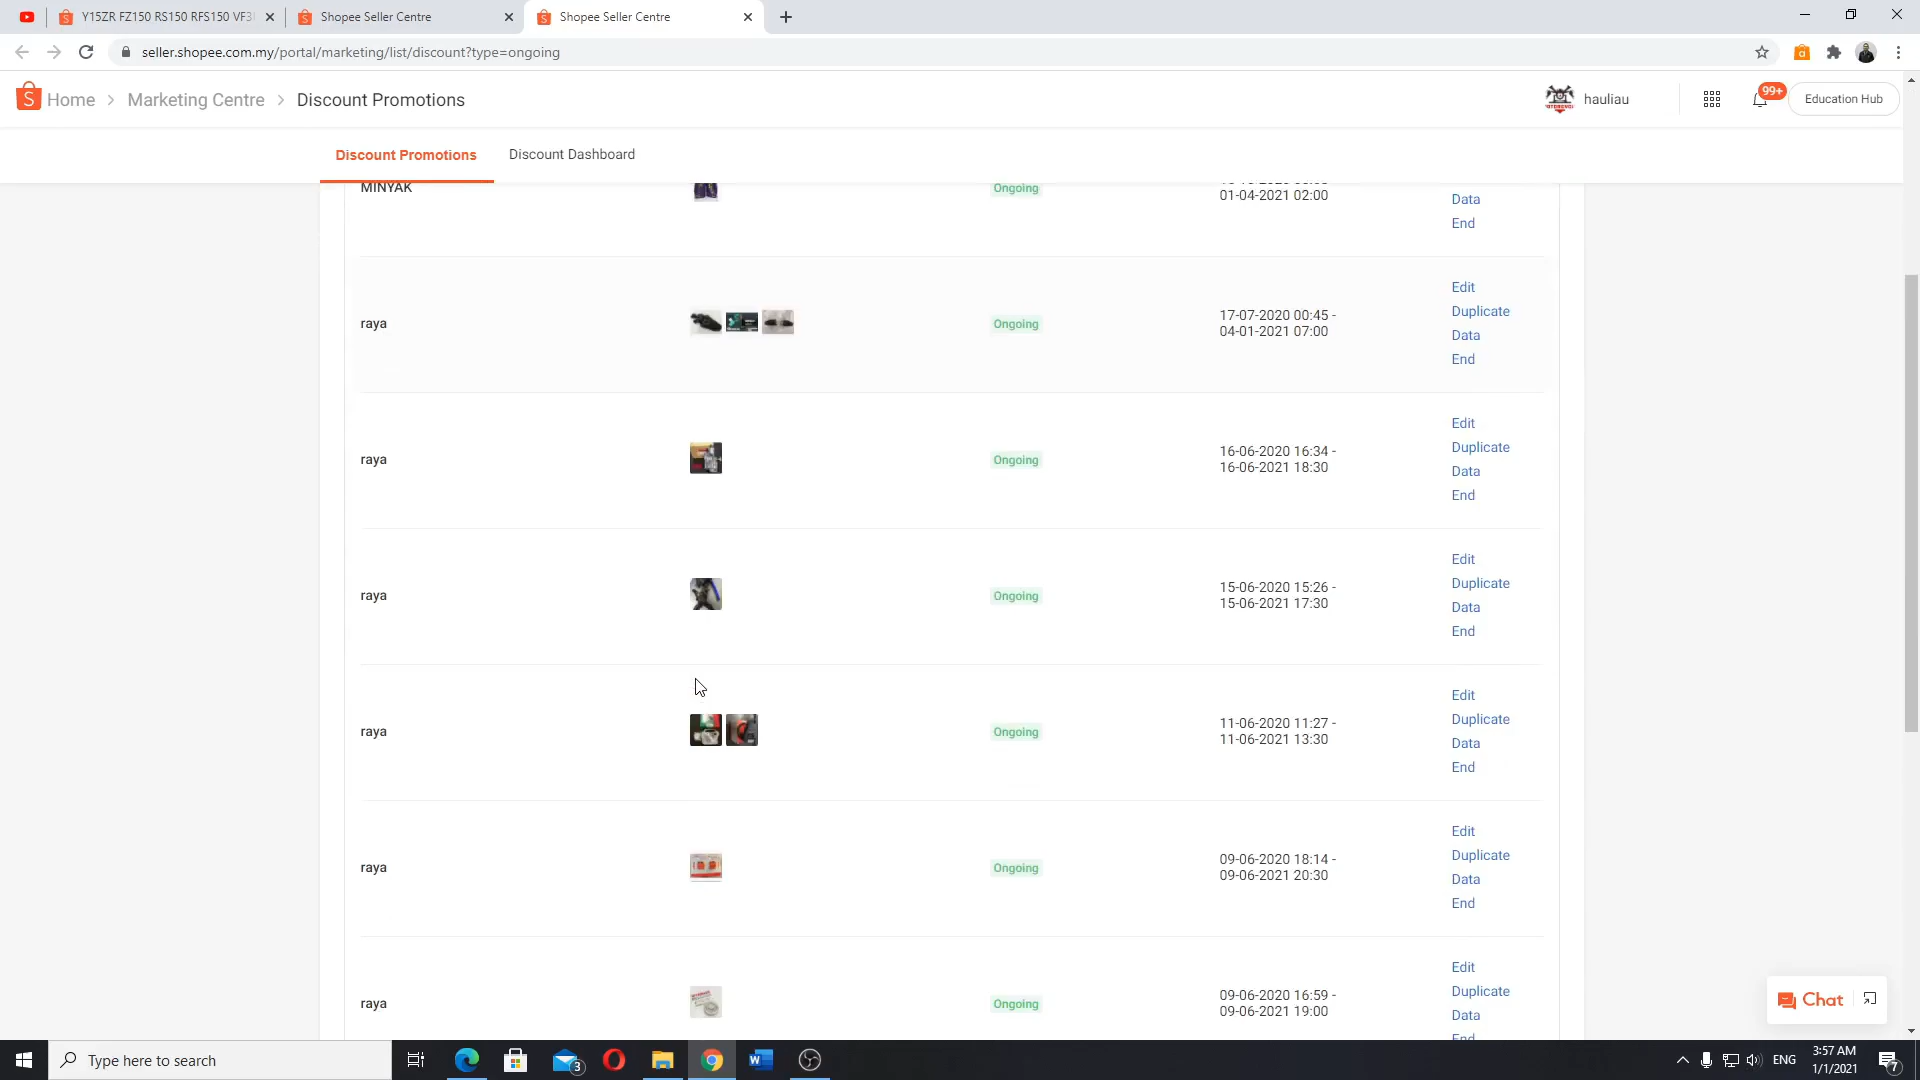 Y15ZR FZ150 RS150 RFS150 VF3
Shopee Seller Centre
Shopee Seller Centre
seller.shopee.com.my/portal/marketing/list/discount?type=ongoing
Home > Marketing Centre > Discount Promotions
hauliau
99+
Education Hub
Discount Promotions
Discount Dashboard
MINYAK
Ongoing
01-04-2021 02:00
Data
End
raya
Ongoing
17-07-2020 00:45 -
04-01-2021 07:00
Edit
Duplicate
Data
End
raya
Ongoing
16-06-2020 16:34 -
16-06-2021 18:30
Edit
Duplicate
Data
End
raya
Ongoing
15-06-2020 15:26 -
15-06-2021 17:30
Edit
Duplicate
Data
End
raya
Ongoing
11-06-2020 11:27 -
11-06-2021 13:30
Edit
Duplicate
Data
End
raya
Ongoing
09-06-2020 18:14 -
09-06-2021 20:30
Edit
Duplicate
Data
End
raya
Ongoing
09-06-2020 16:59 -
09-06-2021 19:00
Edit
Duplicate
Data
End
Chat
Type here to search
3
ENG
3:57 AM
1/1/2021
7